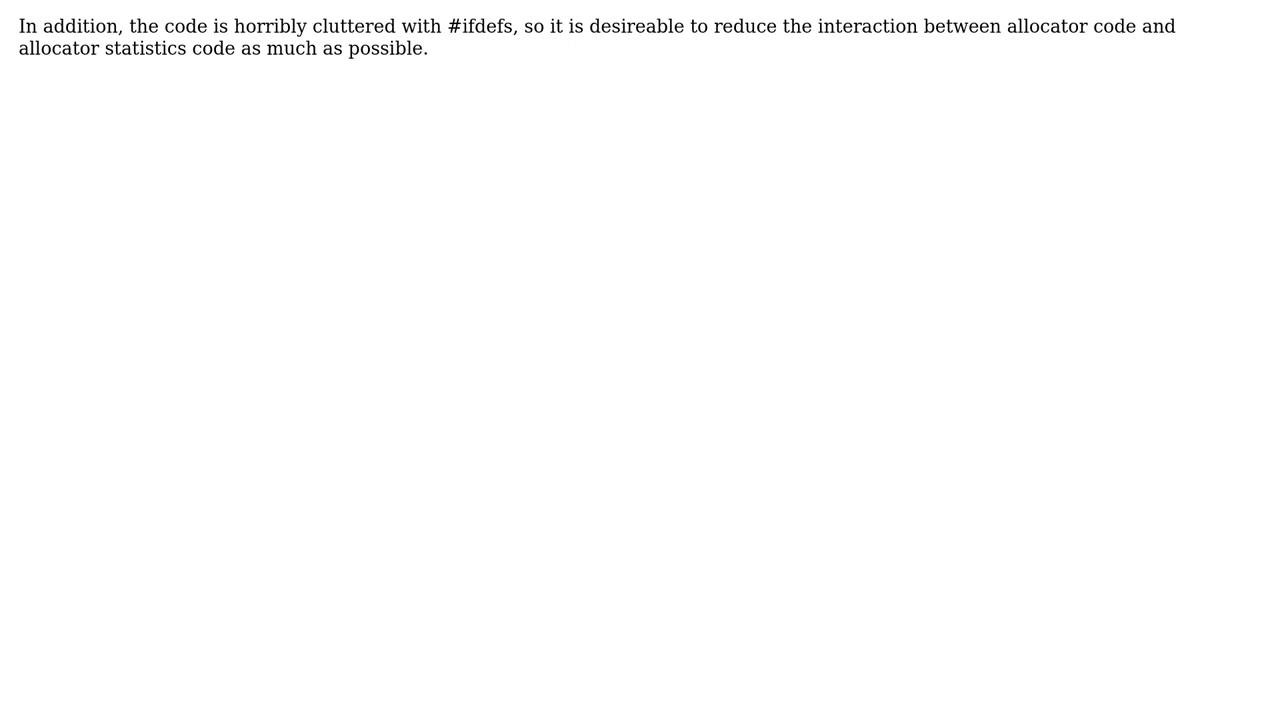 In addition, the code is horribly cluttered with #ifdefs, so it is desireable to reduce the interaction between allocator code and
allocator statistics code as much as possible.